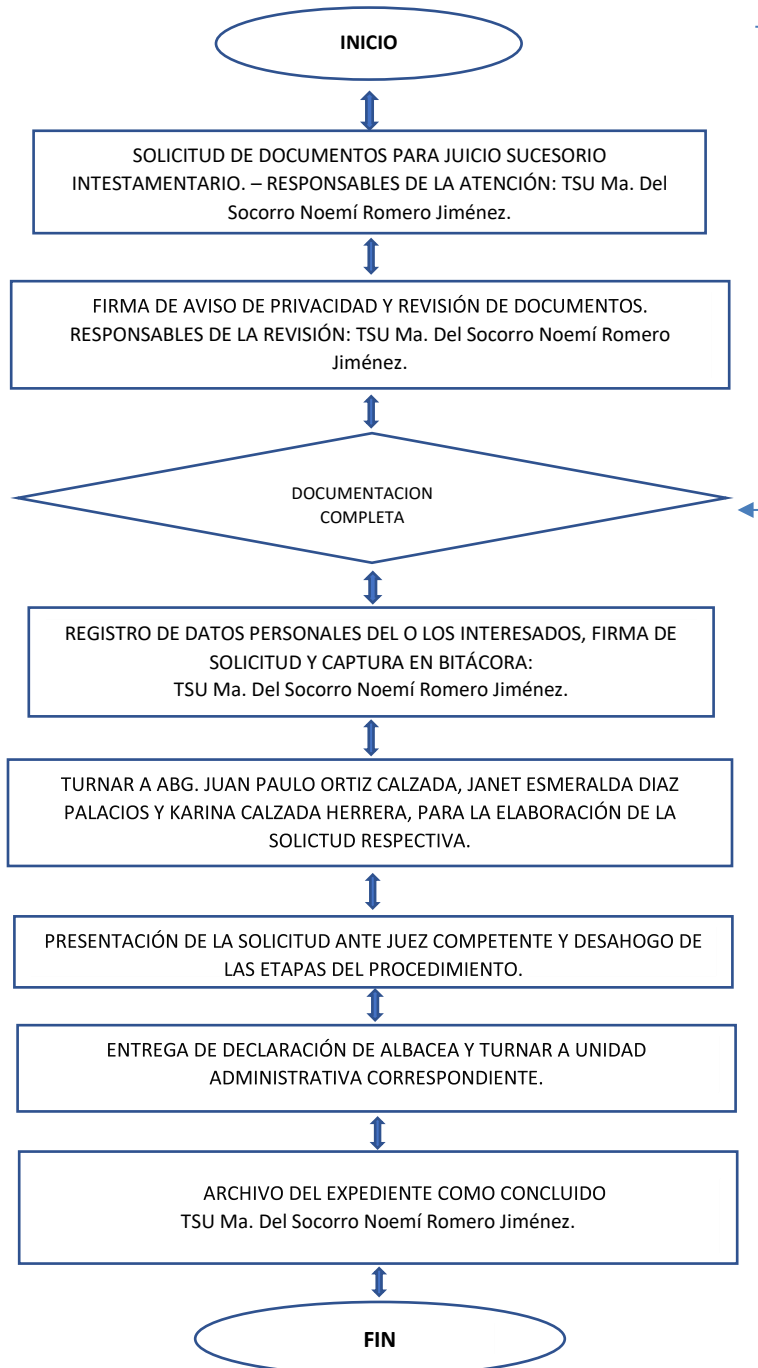 INICIO
SOLICITUD DE DOCUMENTOS PARA JUICIO SUCESORIO
INTESTAMENTARIO. – RESPONSABLES DE LA ATENCIÓN: TSU Ma. Del
Socorro Noemí Romero Jiménez.
FIRMA DE AVISO DE PRIVACIDAD Y REVISIÓN DE DOCUMENTOS.
RESPONSABLES DE LA REVISIÓN: TSU Ma. Del Socorro Noemí Romero
Jiménez.
DOCUMENTACION
COMPLETA
REGISTRO DE DATOS PERSONALES DEL O LOS INTERESADOS, FIRMA DE
SOLICITUD Y CAPTURA EN BITÁCORA:
TSU Ma. Del Socorro Noemí Romero Jiménez.
TURNAR A ABG. JUAN PAULO ORTIZ CALZADA, JANET ESMERALDA DIAZ
PALACIOS Y KARINA CALZADA HERRERA, PARA LA ELABORACIÓN DE LA
SOLICTUD RESPECTIVA.
PRESENTACIÓN DE LA SOLICITUD ANTE JUEZ COMPETENTE Y DESAHOGO DE
LAS ETAPAS DEL PROCEDIMIENTO.
ENTREGA DE DECLARACIÓN DE ALBACEA Y TURNAR A UNIDAD
ADMINISTRATIVA CORRESPONDIENTE.
ARCHIVO DEL EXPEDIENTE COMO CONCLUIDO
TSU Ma. Del Socorro Noemí Romero Jiménez.
FIN